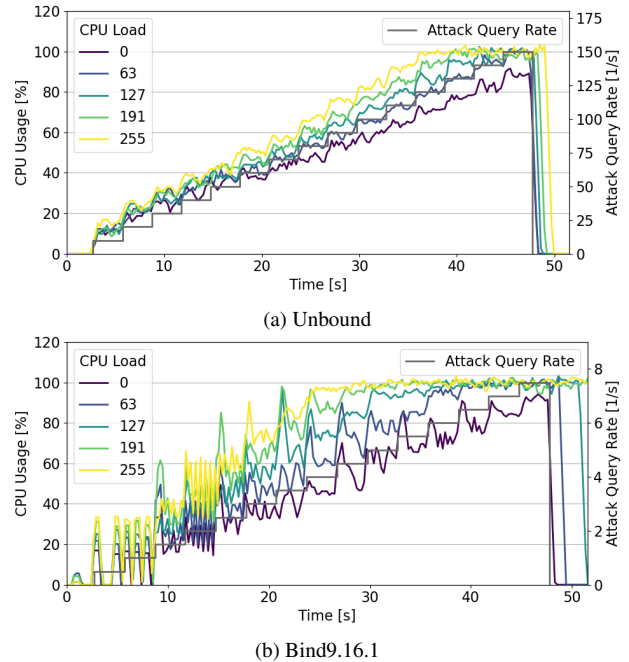 CPU Load
0
63
127
191
255
Attack Query Rate
CPU Usage [%]
120
100
80
60
40
20
0
Attack Query Rate [1/s]
175
150
125
100
75
50
25
0
0 10 20 30 40 50
Time [s]
(a) Unbound
CPU Load
0
63
127
191
255
Attack Query Rate
CPU Usage [%]
120
100
80
60
40
20
0
Attack Query Rate [1/s]
8
6
4
2
0
0 10 20 30 40 50
Time [s]
(b) Bind9.16.1